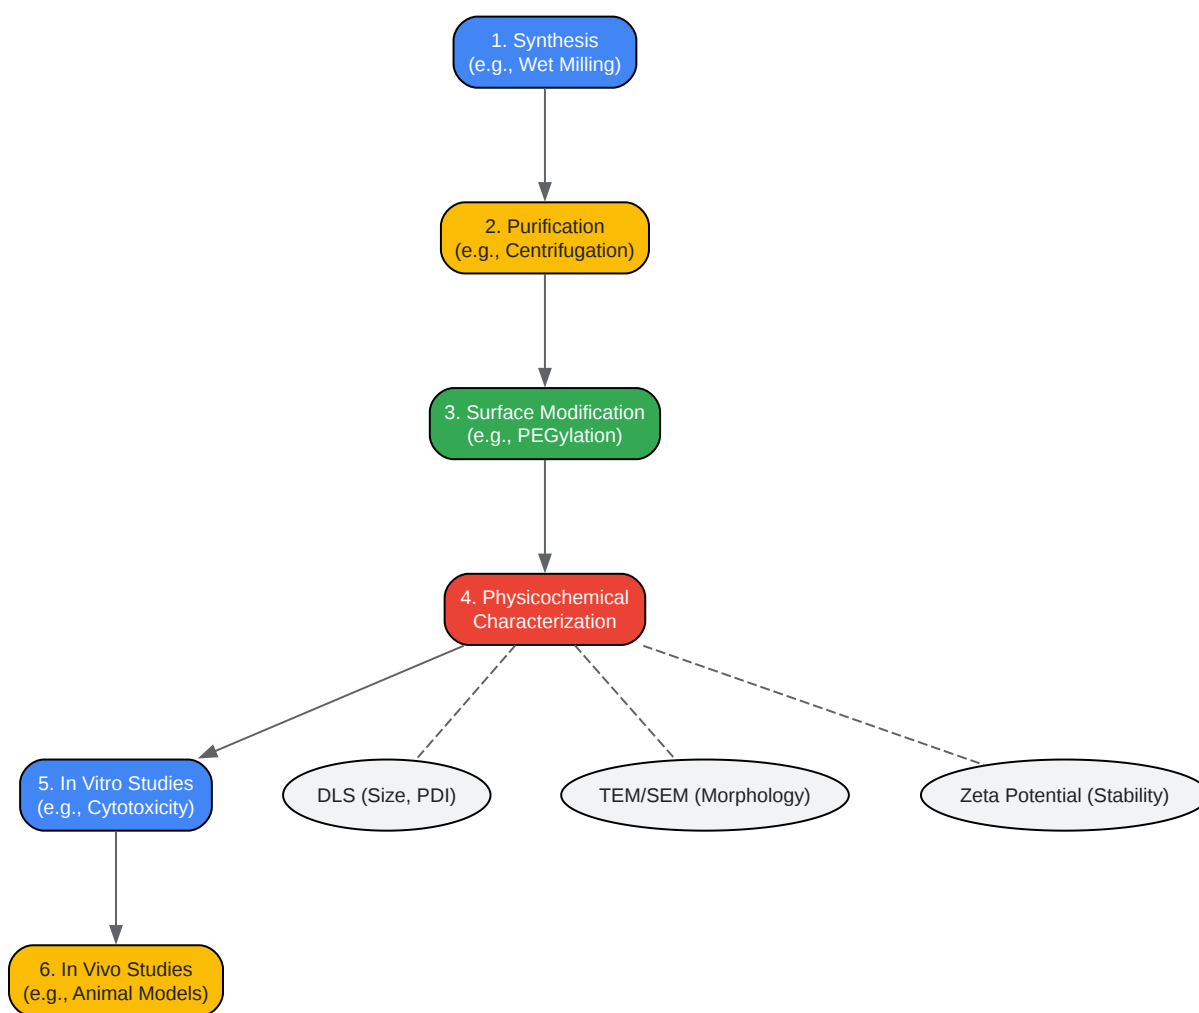 1. Synthesis
(e.g., Wet Milling)
2. Purification
(e.g., Centrifugation)
3. Surface Modification
(e.g., PEGylation)
4. Physicochemical
Characterization
5. In Vitro Studies
(e.g., Cytotoxicity)
DLS (Size, PDI)
TEM/SEM (Morphology)
Zeta Potential (Stability)
6. In Vivo Studies
(e.g., Animal Models)